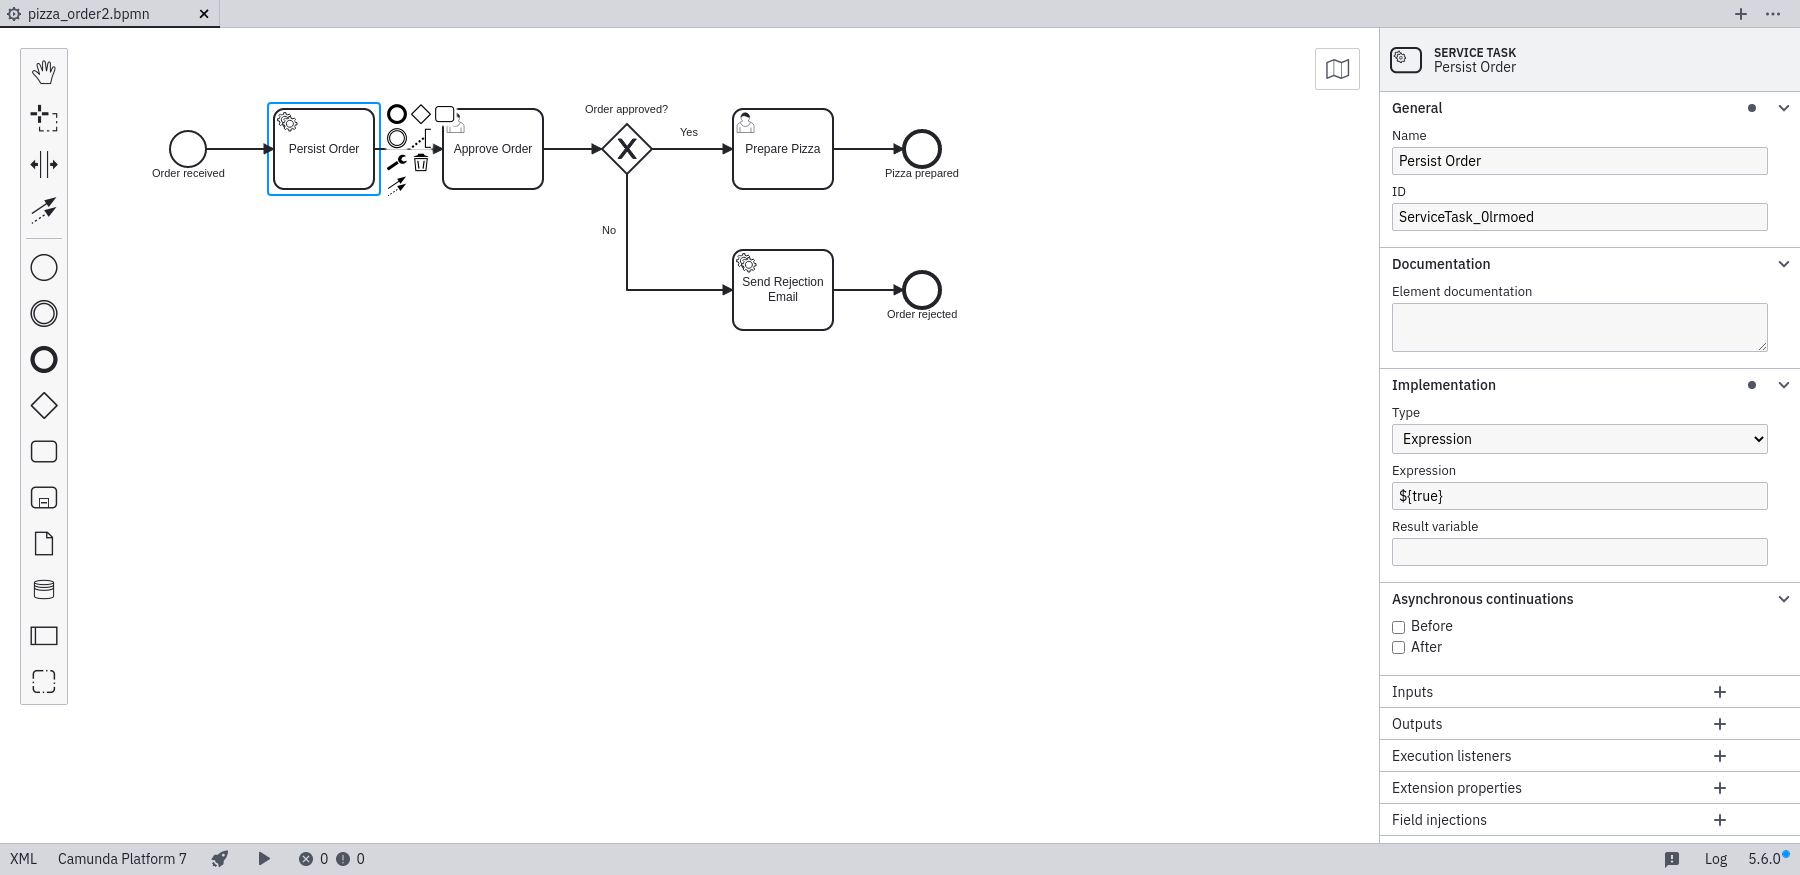 pizza_order2.bpmn
Order received
Persist Order
Approve Order
Order approved?
Yes
No
Prepare Pizza
Pizza prepared
Send Rejection
Email
Order rejected
SERVICE TASK
Persist Order
General
Name
Persist Order
ID
ServiceTask_0lrmoed
Documentation
Element documentation
Implementation
Type
Expression
Expression
${true}
Result variable
Asynchronous continuations
Before
After
Inputs
Outputs
Execution listeners
Extension properties
Field injections
XML Camunda Platform 7 0 0 Log 5.6.0